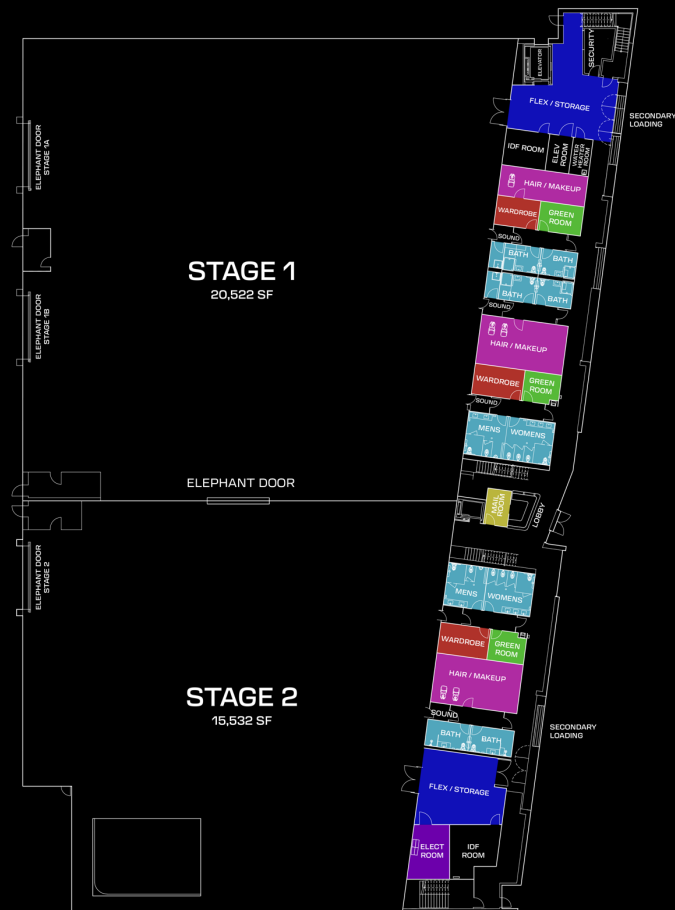 ELEVATOR
SECURITY
FLEX / STORAGE
SECONDARY
LOADING
ELEPHANT DOOR
STAGE 1A
IDF ROOM
ELEV
ROOM
WATER
HEATER
ROOM
HAIR / MAKEUP
WARDROBE
GREEN
ROOM
SOUND
BATH
BATH
STAGE 1
20,522 SF
BATH
BATH
SOUND
ELEPHANT DOOR
STAGE 1B
HAIR / MAKEUP
WARDROBE
GREEN
ROOM
SOUND
MENS
WOMENS
ELEPHANT DOOR
MAIL
ROOM
LOBBY
ELEPHANT DOOR
STAGE 2
MENS
WOMENS
WARDROBE
GREEN
ROOM
HAIR / MAKEUP
STAGE 2
15,532 SF
SOUND
BATH
BATH
SECONDARY
LOADING
FLEX / STORAGE
ELECT
ROOM
IDF
ROOM